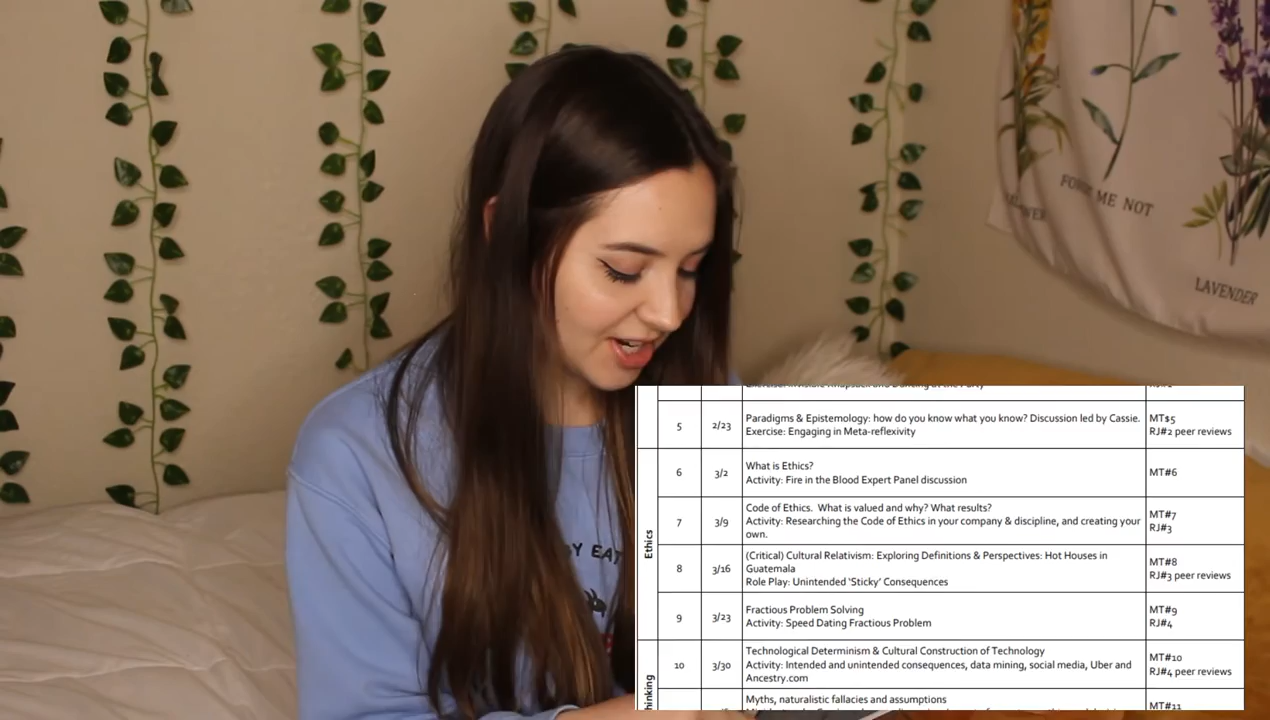 FORGET ME NOT
LAVENDER
Y EAT
5
2/23
Paradigms & Epistemology: how do you know what you know? Discussion led by Cassie.
Exercise: Engaging in Meta-reflexivity
MT$5
RJ#2 peer reviews
Ethics
6
3/2
What is Ethics?
Activity: Fire in the Blood Expert Panel discussion
MT#6
7
3/9
Code of Ethics. What is valued and why? What results?
Activity: Researching the Code of Ethics in your company & discipline, and creating your
own.
MT#7
RJ#3
8
3/16
(Critical) Cultural Relativism: Exploring Definitions & Perspectives: Hot Houses in
Guatemala
Role Play: Unintended ‘Sticky’ Consequences
MT#8
RJ#3 peer reviews
9
3/23
Fractious Problem Solving
Activity: Speed Dating Fractious Problem
MT#9
RJ#4
hinking
10
3/30
Technological Determinism & Cultural Construction of Technology
Activity: Intended and unintended consequences, data mining, social media, Uber and
Ancestry.com
MT#10
RJ#4 peer reviews
Myths, naturalistic fallacies and assumptions
MT#11